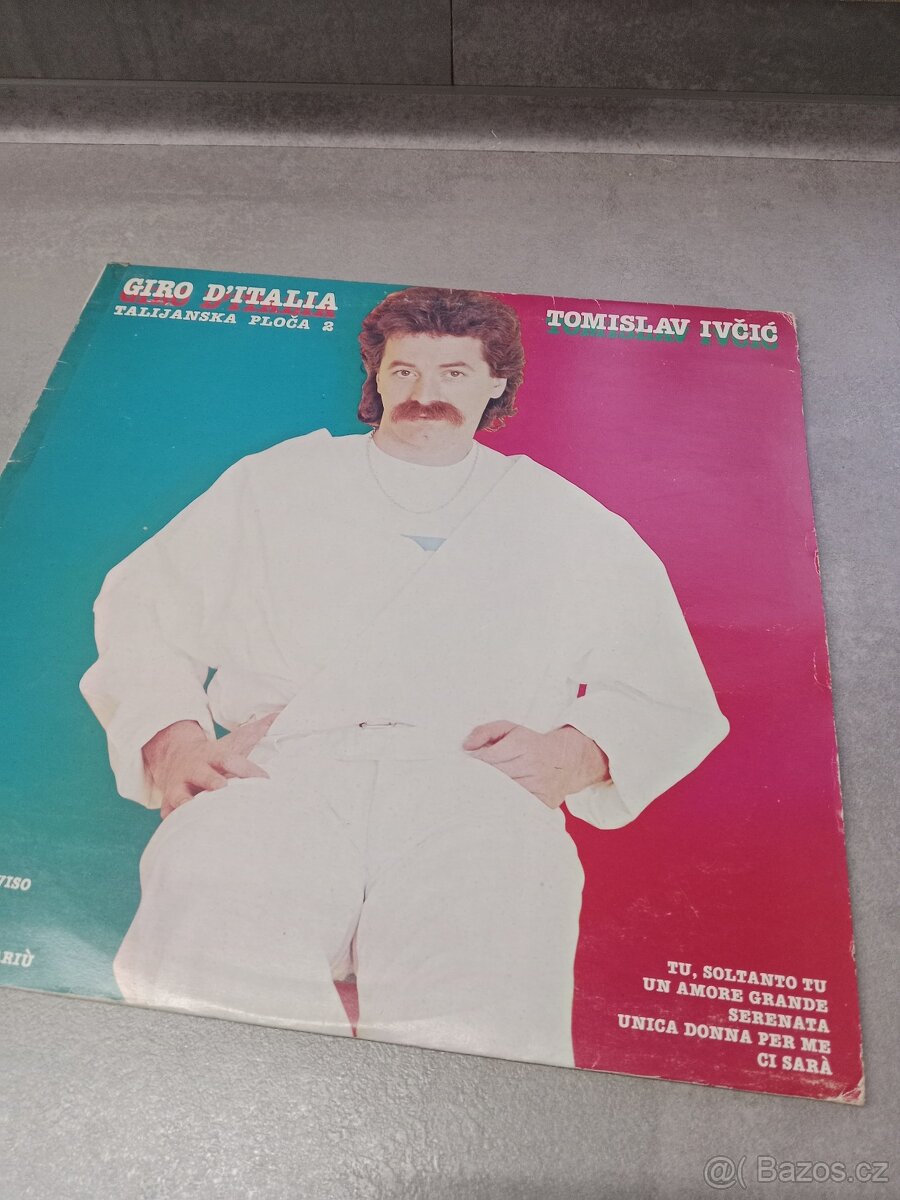 GIRO D'ITALIA
TALIJANSKA PLOČA 2
TOMISLAV IVČIĆ
VISO
RIÙ
TU, SOLTANTO TU
UN AMORE GRANDE
SERENATA
UNICA DONNA PER ME
CI SARÀ
@( Bazos.cz